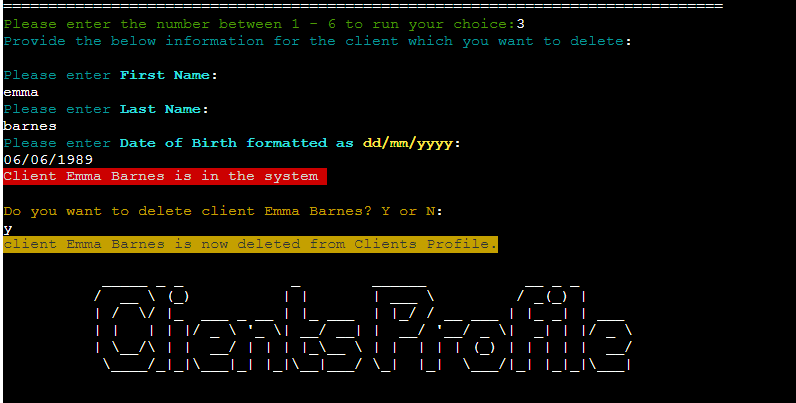 Please enter the number between 1 - 6 to run your choice:3
Provide the below information for the client which you want to delete:
Please enter First Name:
emma
Please enter Last Name:
barnes
Please enter Date of Birth formatted as dd/mm/yyyy:
06/06/1989
Client Emma Barnes is in the system
Do you want to delete client Emma Barnes? Y or N:
y
client Emma Barnes is now deleted from Clients Profile.
Clients Profile